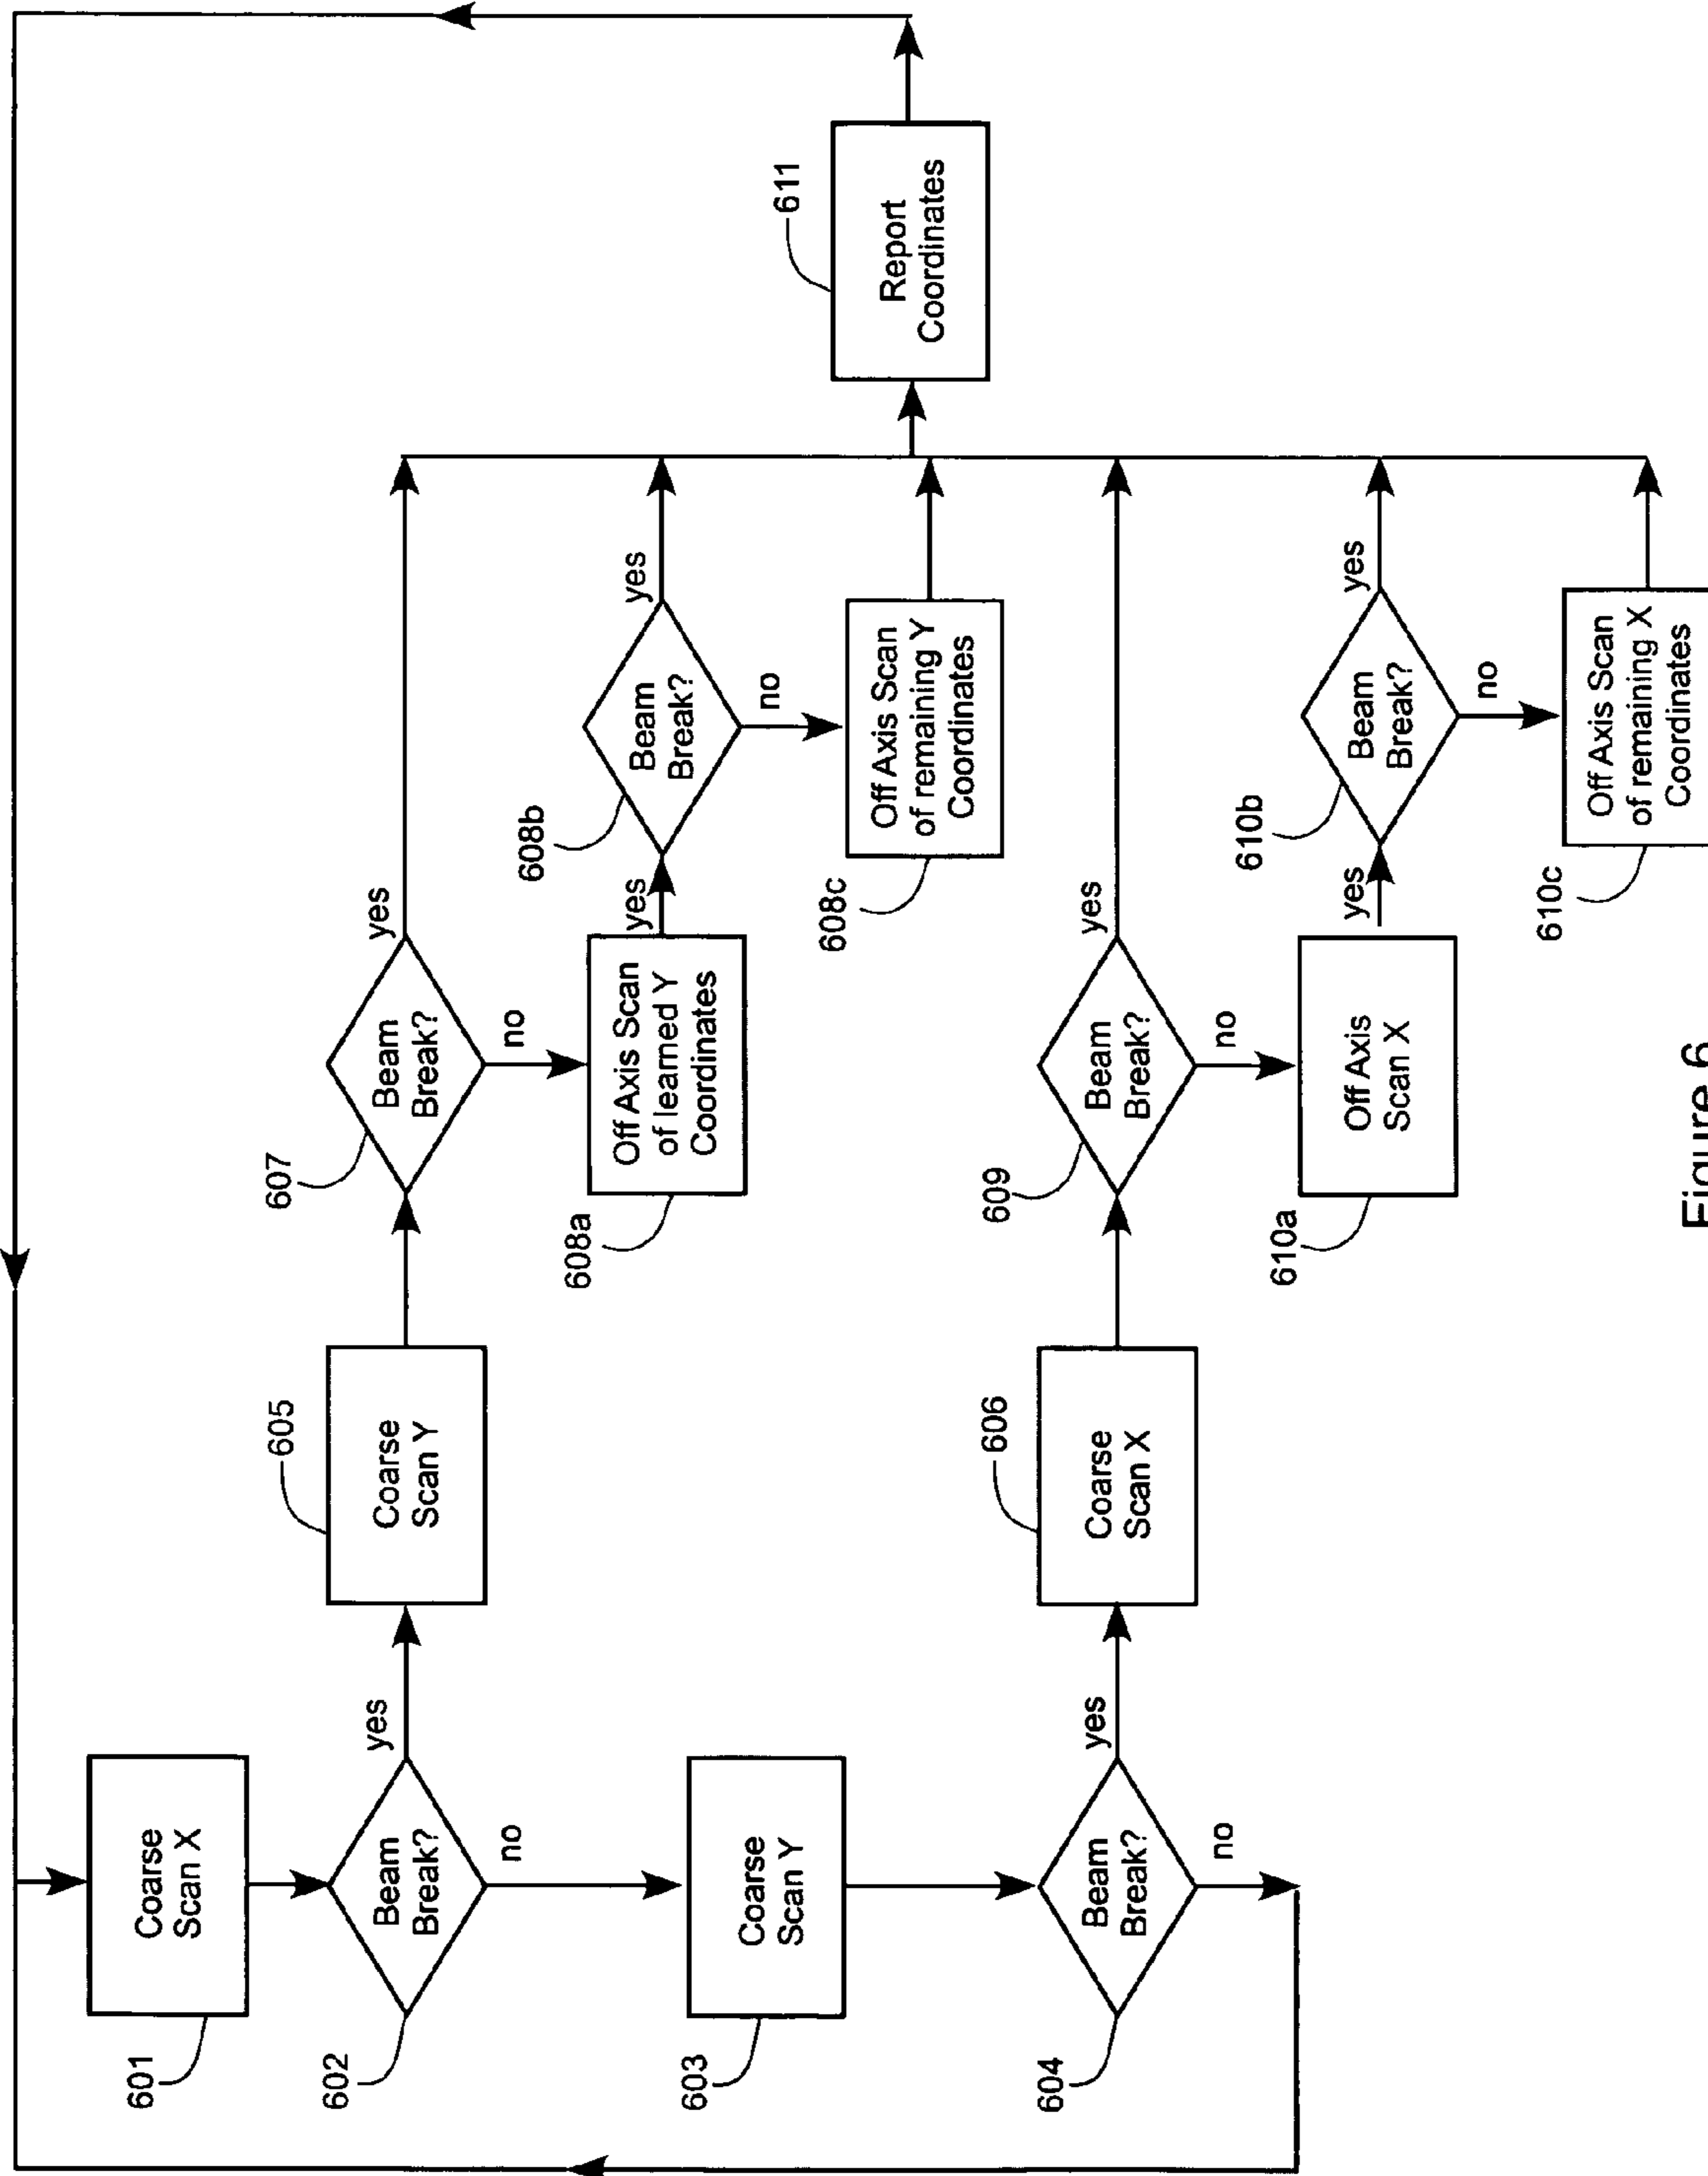 601
Coarse
Scan X
602
Beam
Break?
yes
no
605
Coarse
Scan Y
607
Beam
Break?
yes
no
608a
Off Axis Scan
of learned Y
Coordinates
yes
608b
Beam
Break?
yes
no
608c
Off Axis Scan
of remaining Y
Coordinates
603
Coarse
Scan Y
604
Beam
Break?
yes
no
606
Coarse
Scan X
609
Beam
Break?
yes
no
610a
Off Axis
Scan X
yes
610b
Beam
Break?
yes
no
610c
Off Axis Scan
of remaining X
Coordinates
611
Report
Coordinates
Figure 6